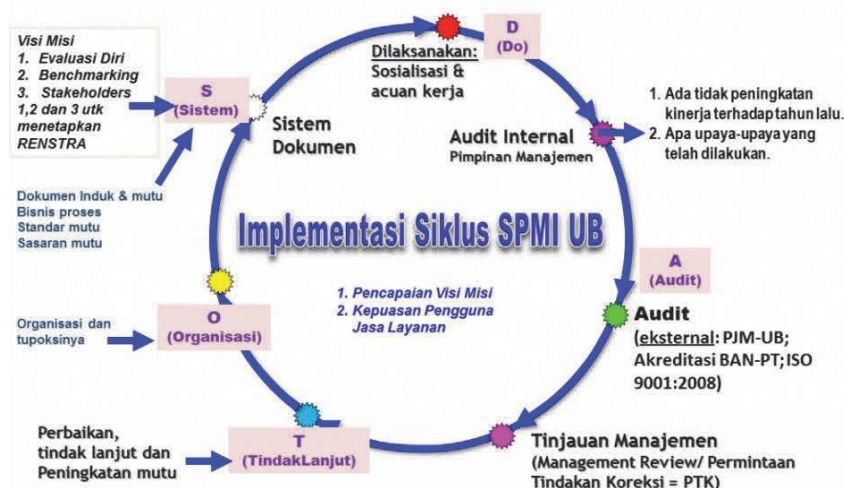 Visi Misi
1. Evaluasi Diri
2. Benchmarking
3. Stakeholders
1,2 dan 3 utk
menetapkan
RENSTRA
S
(Sistem)
Dokumen Induk & mutu
Bisnis proses
Standar mutu
Sasaran mutu
Sistem
Dokumen
Dilaksanakan:
Sosialisasi &
acuan kerja
D
(Do)
Audit Internal
Pimpinan Manajemen
1. Ada tidak peningkatan
kinerja terhadap tahun lalu.
2. Apa upaya-upaya yang
telah dilakukan.
Implementasi Siklus SPMI UB
1. Pencapaian Visi Misi
2. Kepuasan Pengguna
Jasa Layanan
A
(Audit)
Audit
(eksternal: PJM-UB;
Akreditasi BAN-PT;ISO
9001:2008)
Tinjauan Manajemen
(Management Review/ Permintaan
Tindakan Koreksi = PTK)
T
(TindakLanjut)
Perbaikan,
tindak lanjut dan
Peningkatan mutu
O
(Organisasi)
Organisasi dan
tupoksinya